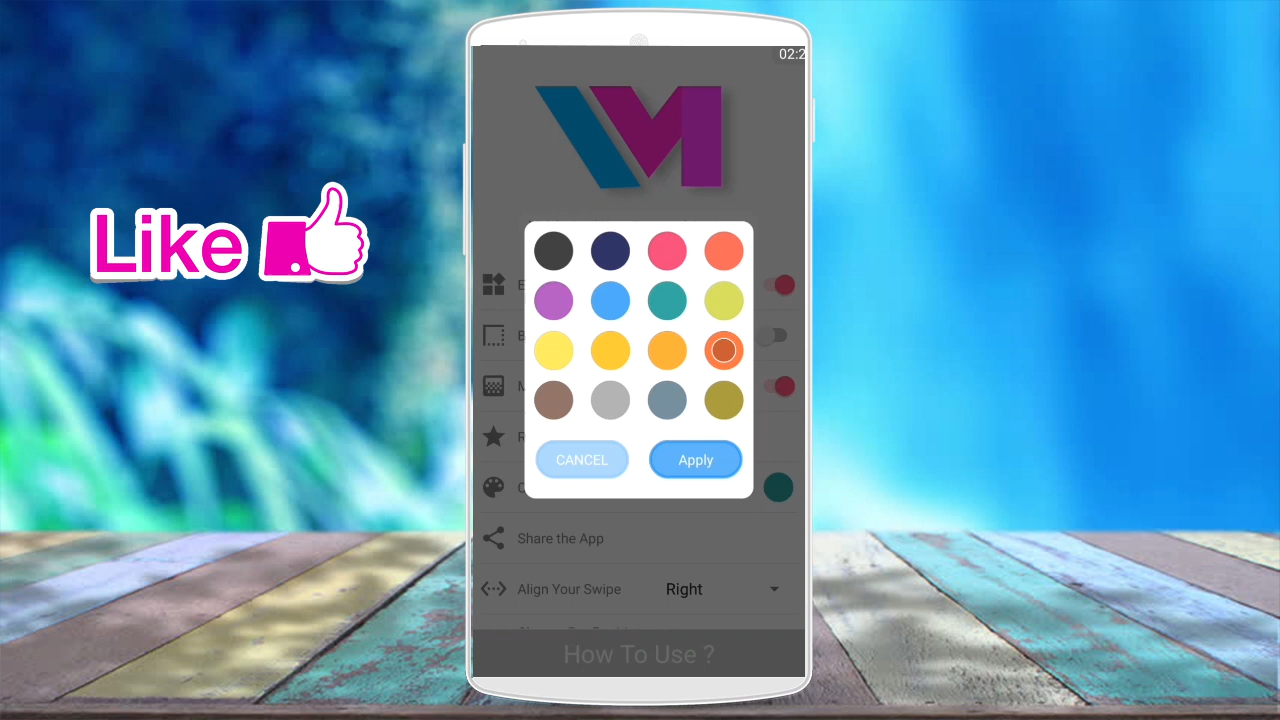 02:2
Like
CANCEL
Apply
Share the App
Align Your Swipe
Right
How To Use ?